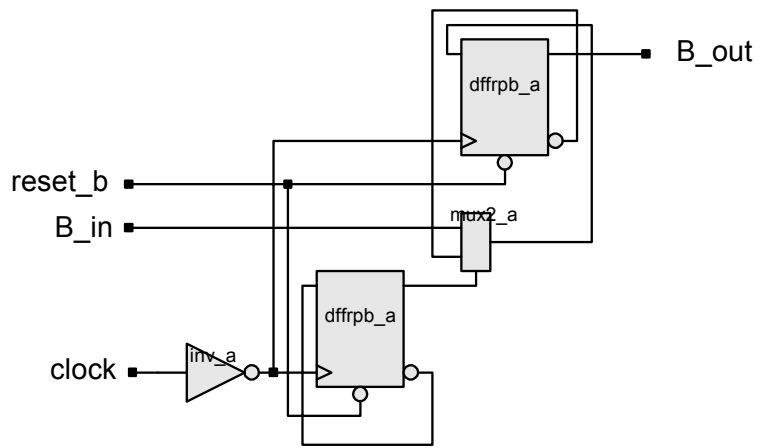 B_out
dffrpb_a
reset_b
mux2_a
B_in
dffrpb_a
inv_a
clock